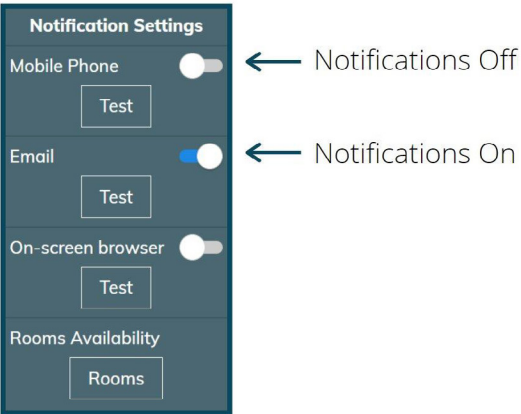 Notification Settings
Mobile Phone
Notifications Off
Test
Email
Notifications On
Test
On-screen browser
Test
Rooms Availability
Rooms